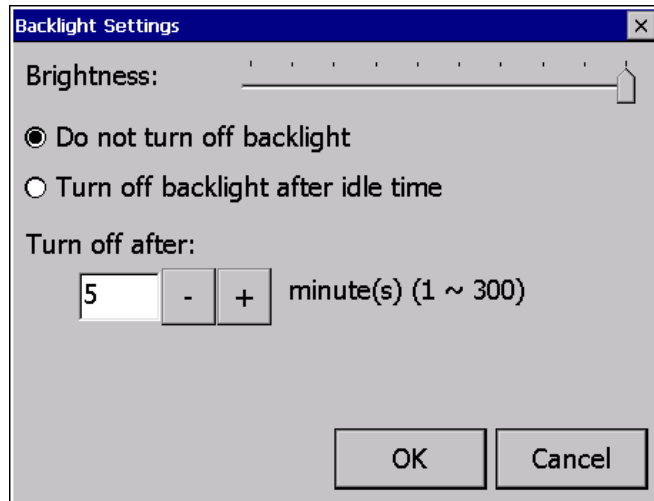 Backlight Settings
Brightness:
Do not turn off backlight
Turn off backlight after idle time
Turn off after:
5 - + minute(s) (1 ~ 300)
OK Cancel